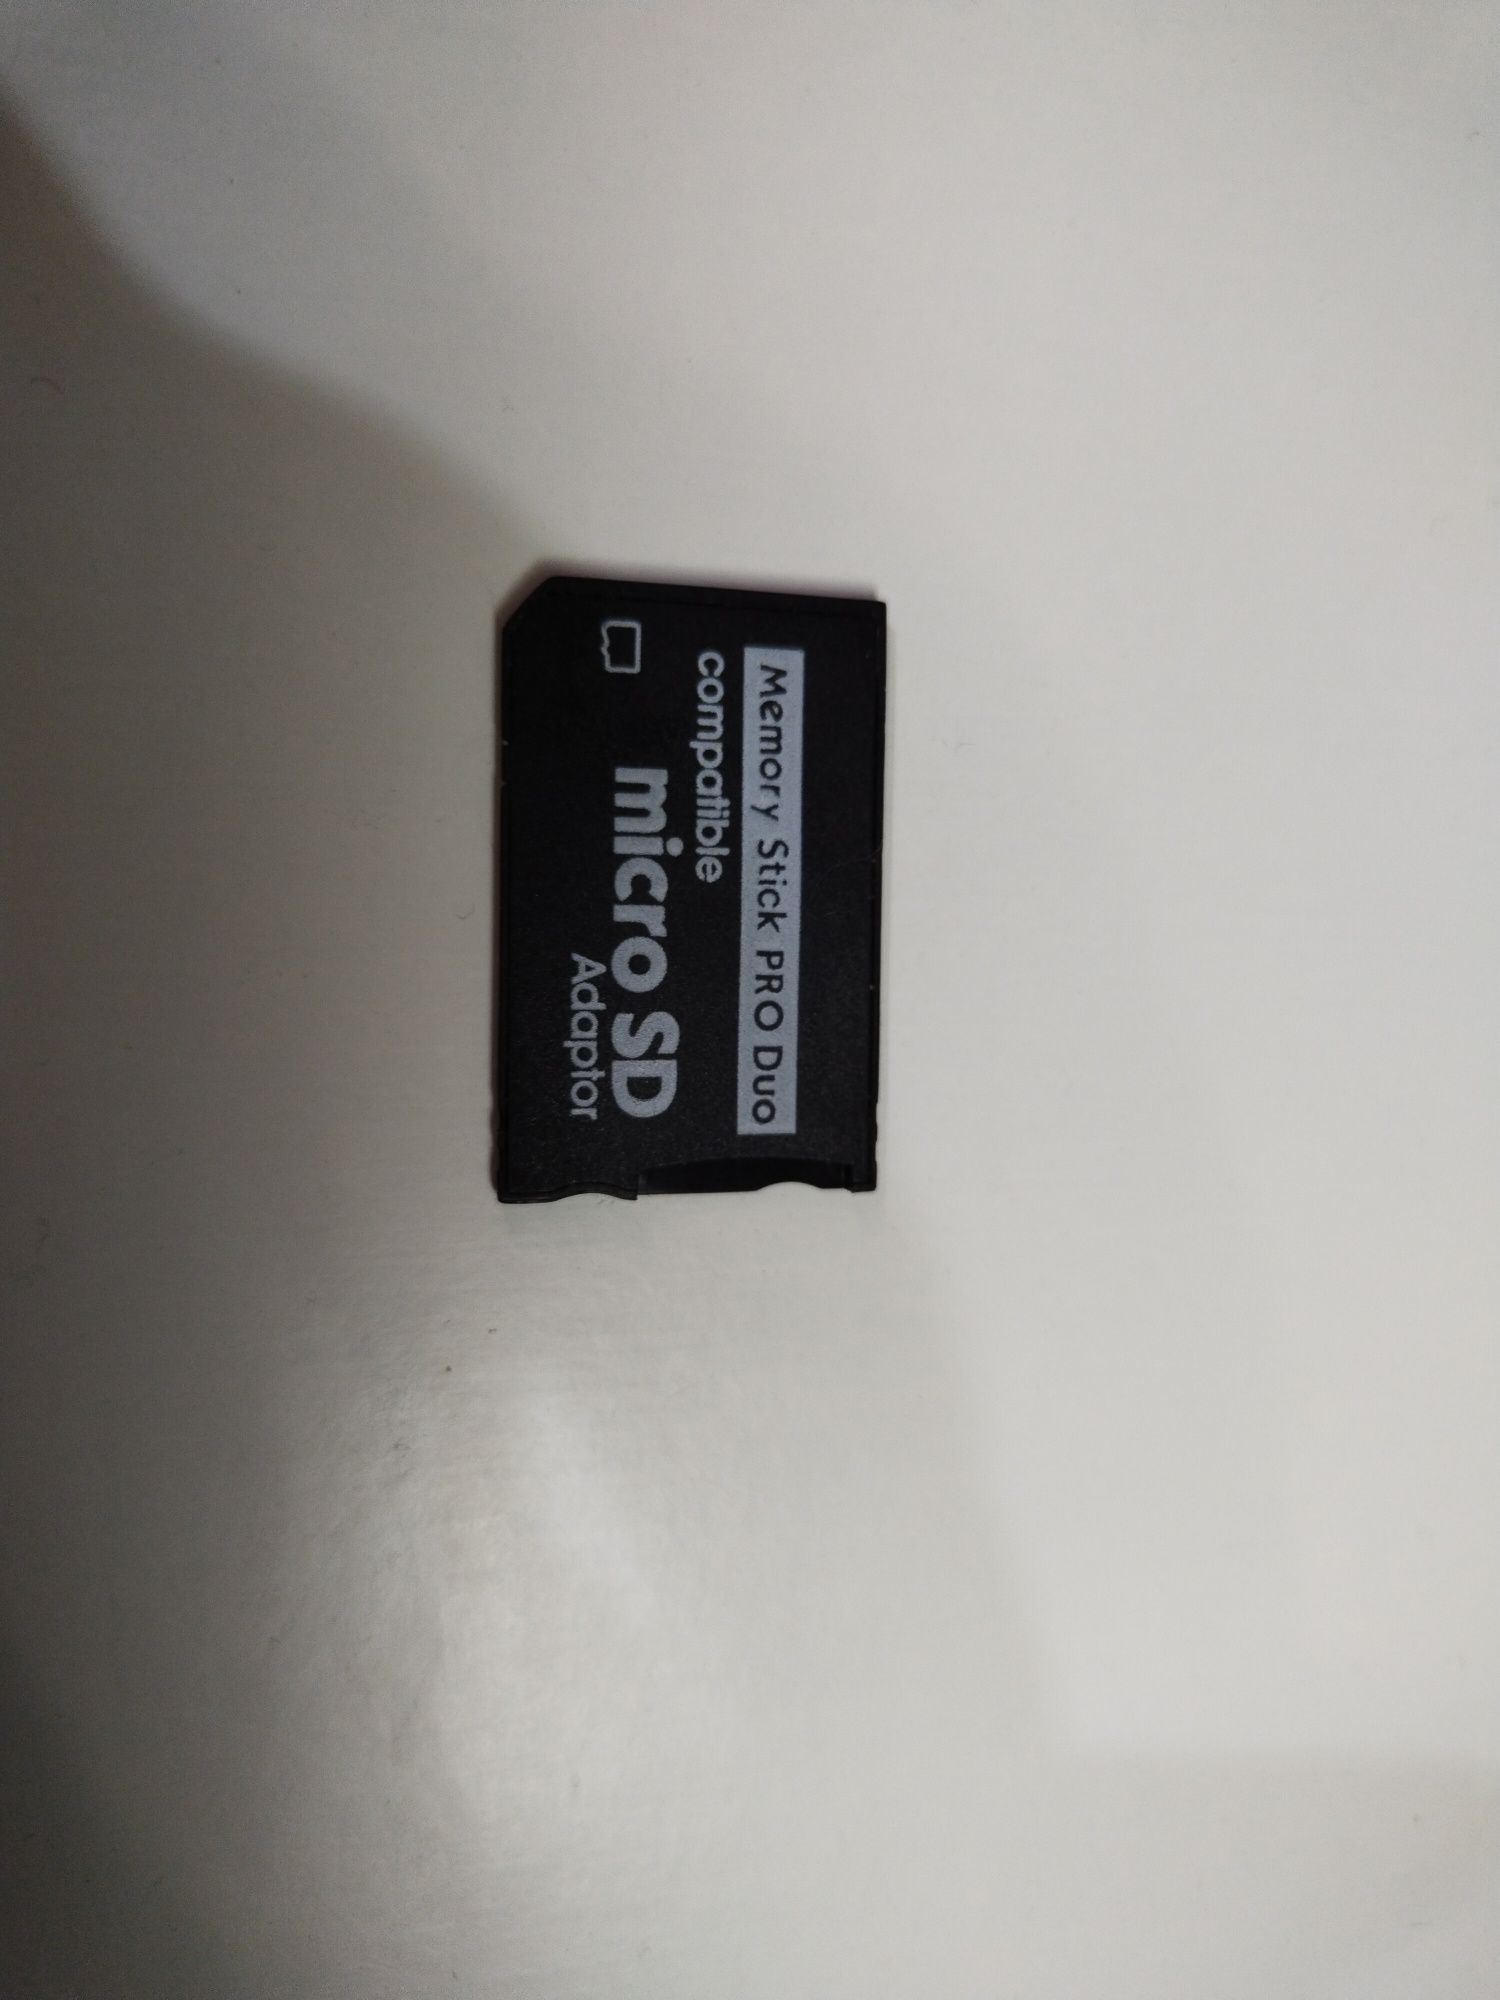 Memory Stick PRO Duo
compatible
micro SD
Adaptor